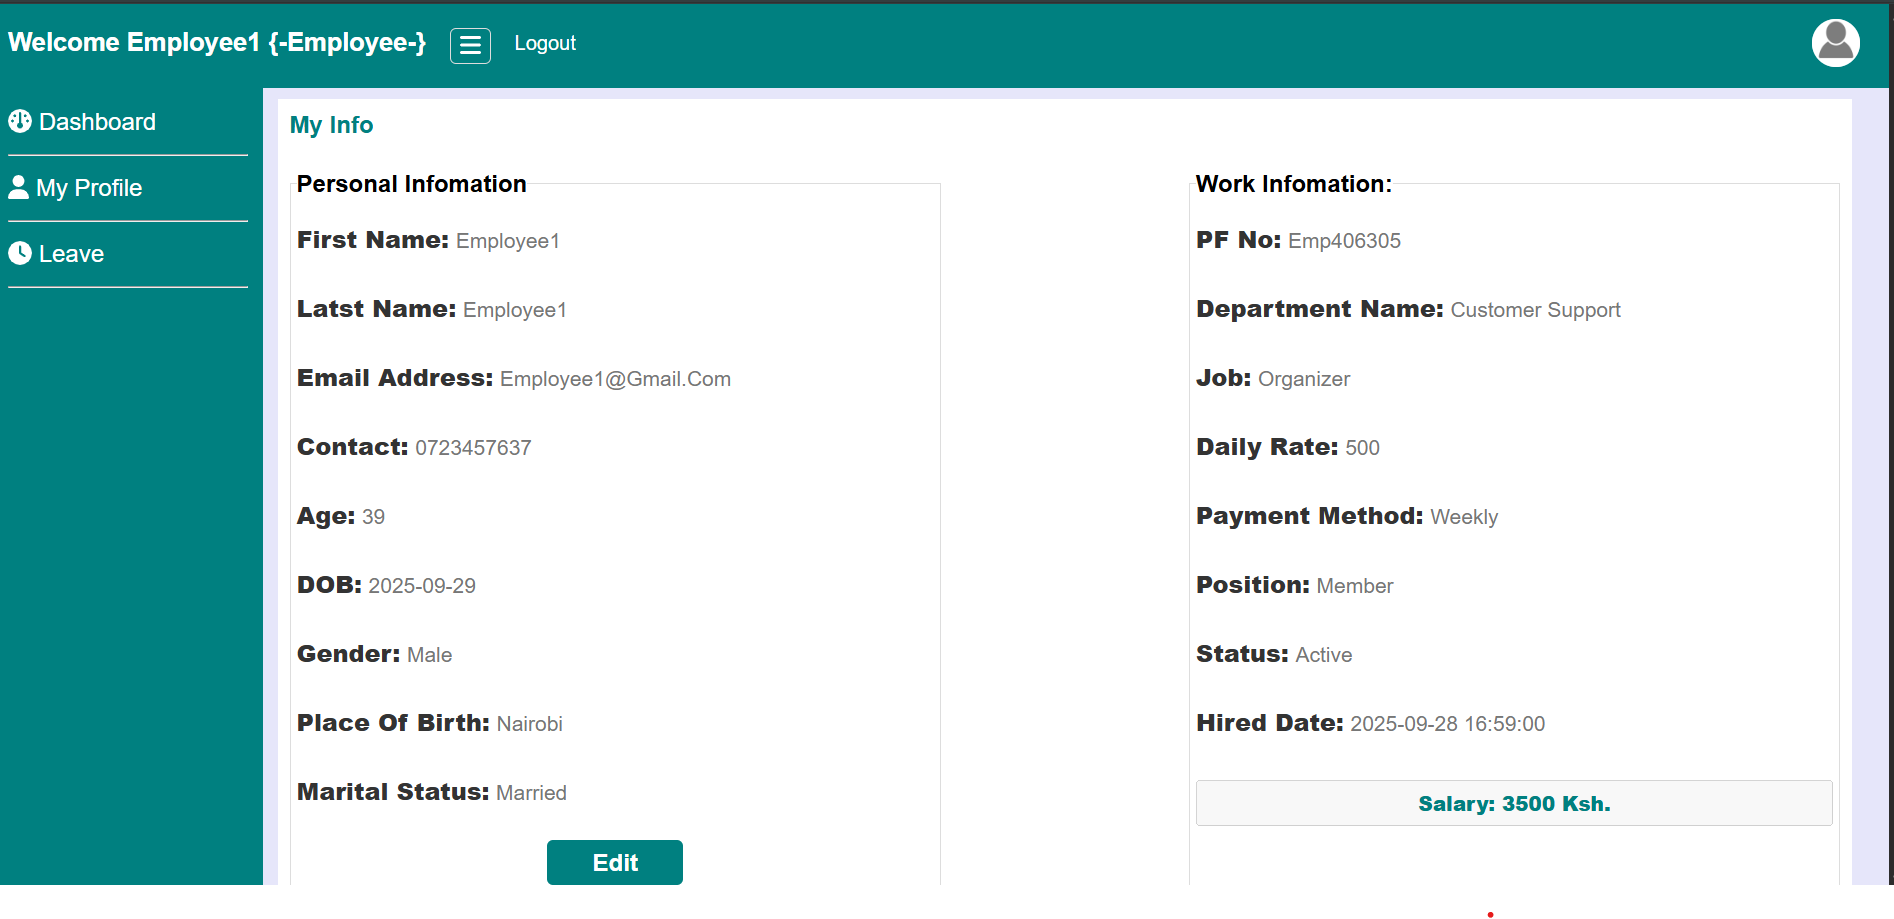 Welcome Employee1 {-Employee-}
Logout
Dashboard
My Profile
Leave
My Info
Personal Infomation
First Name: Employee1
Latst Name: Employee1
Email Address: Employee1@Gmail.Com
Contact: 0723457637
Age: 39
DOB: 2025-09-29
Gender: Male
Place Of Birth: Nairobi
Marital Status: Married
Edit
Work Infomation:
PF No: Emp406305
Department Name: Customer Support
Job: Organizer
Daily Rate: 500
Payment Method: Weekly
Position: Member
Status: Active
Hired Date: 2025-09-28 16:59:00
Salary: 3500 Ksh.